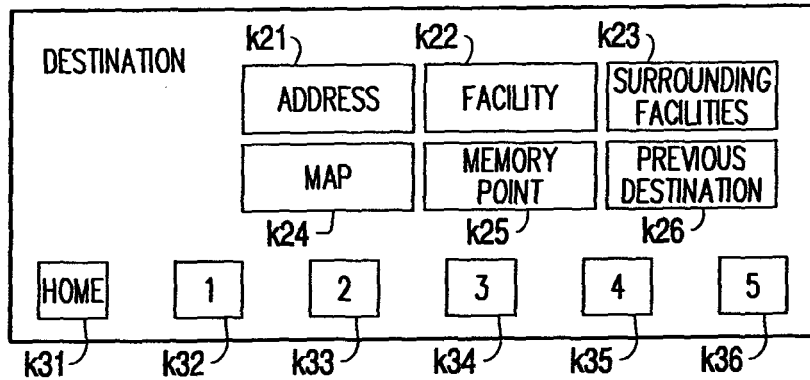 k21 k22 k23
DESTINATION
ADDRESS FACILITY SURROUNDING FACILITIES
MAP MEMORY POINT PREVIOUS DESTINATION
k24 k25 k26
HOME 1 2 3 4 5
k31 k32 k33 k34 k35 k36